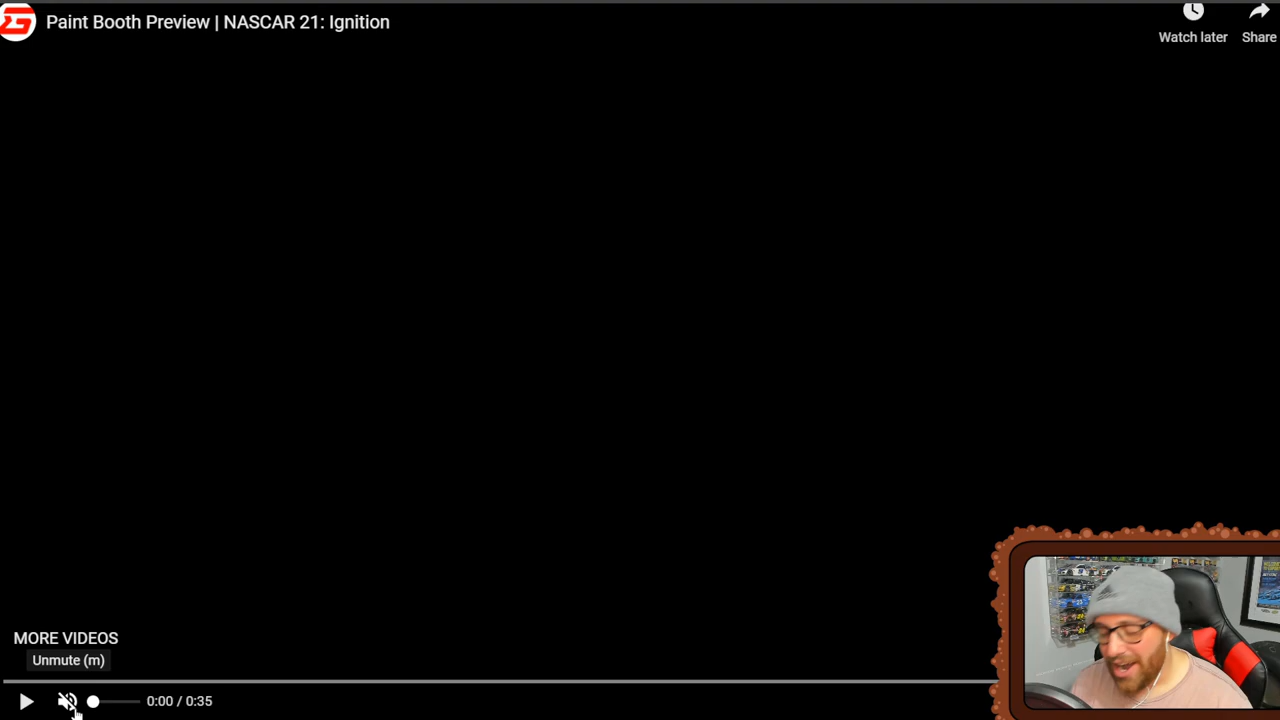 Paint Booth Preview | NASCAR 21: Ignition
Watch later
Share
MORE VIDEOS
Unmute (m)
0:00 / 0:35